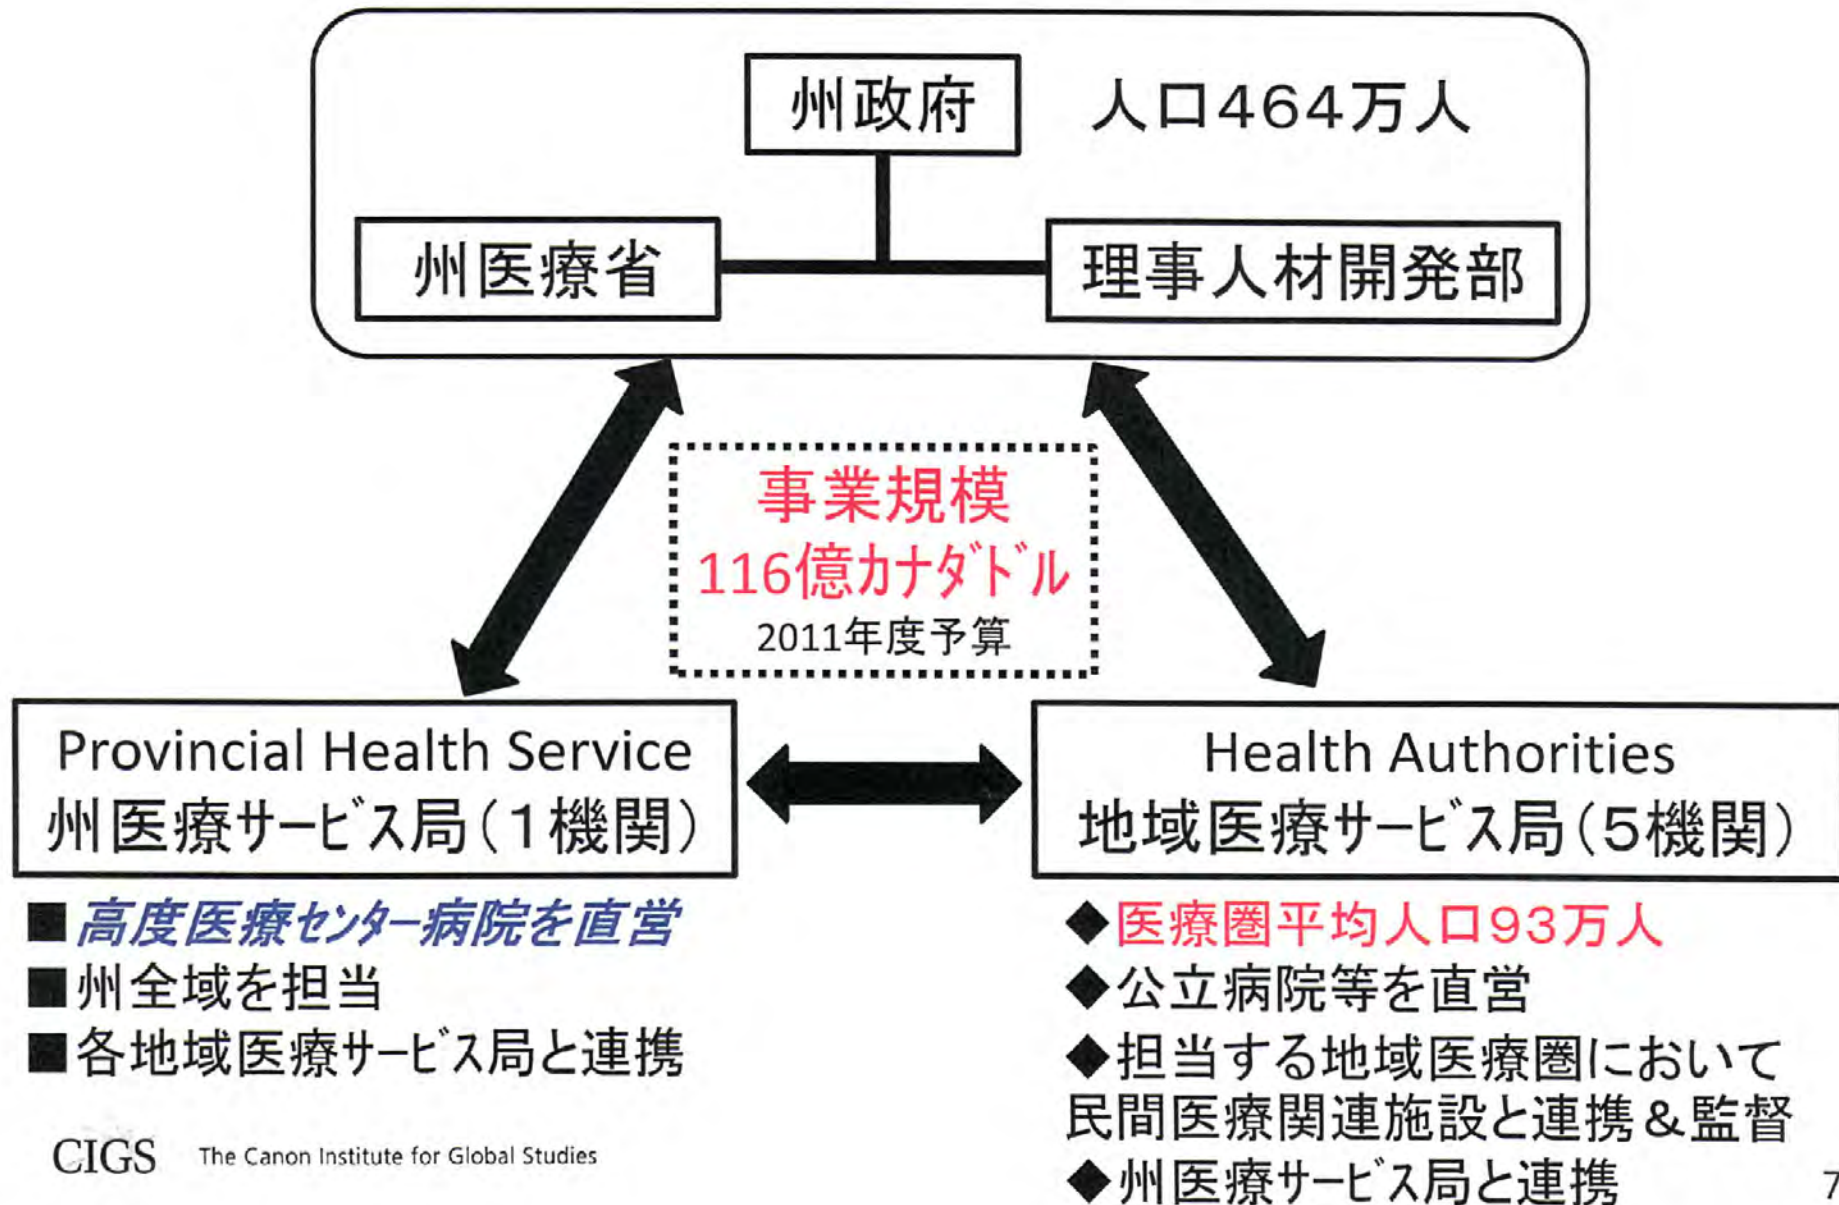 州政府
人口464万人
州医療省
理事人材開発部
事業規模
116億ｶﾅﾀﾞﾄﾞﾙ
2011年度予算
Provincial Health Service
州医療ｻｰﾋﾞｽ局(1機関)
Health Authorities
地域医療ｻｰﾋﾞｽ局(5機関)
■高度医療ｾﾝﾀｰ病院を直営
■州全域を担当
■各地域医療ｻｰﾋﾞｽ局と連携
◆医療圏平均人口93万人
◆公立病院等を直営
◆担当する地域医療圏において
民間医療関連施設と連携＆監督
◆州医療ｻｰﾋﾞｽ局と連携
CIGS The Canon Institute for Global Studies
7